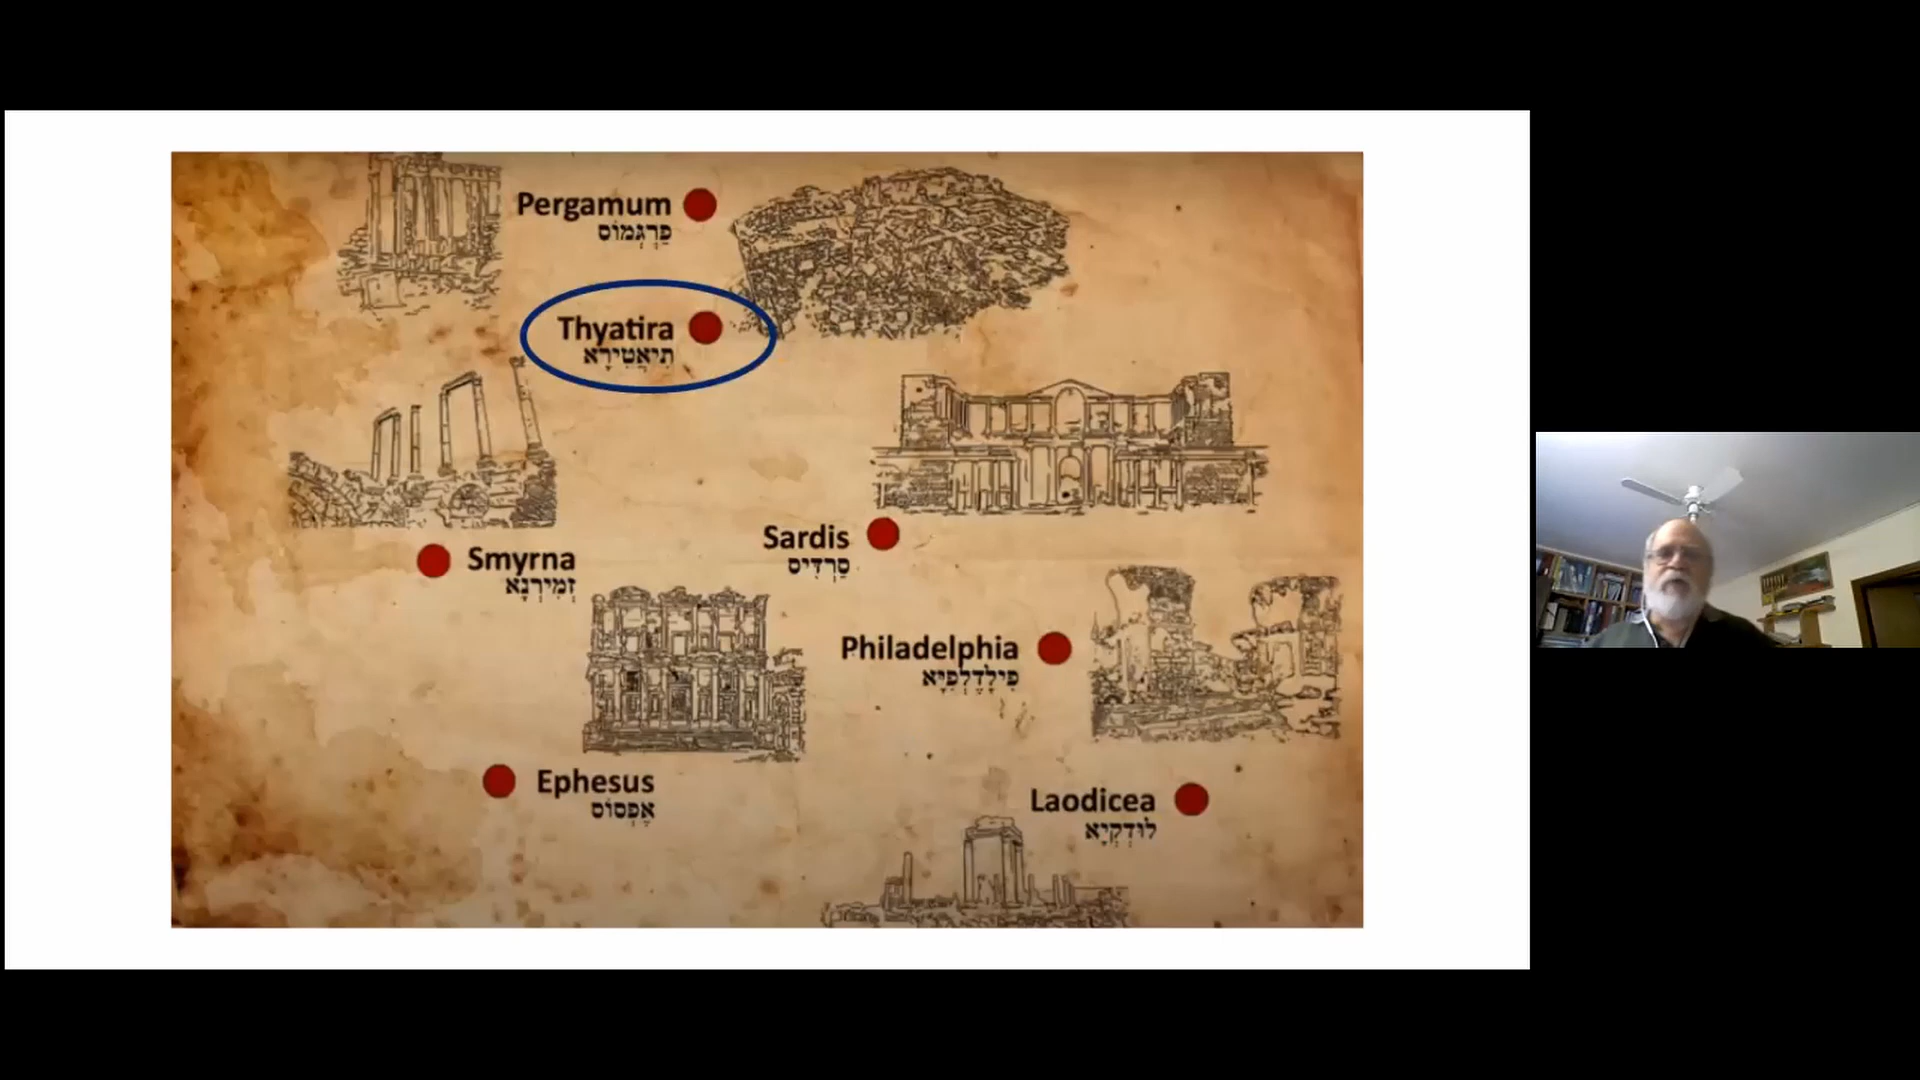 Pergamum
פַּרְגְּמוֹס
Thyatira
תִּיאֲטִירָא
Smyrna
זְמִירְנָא
Sardis
סַרְדִּיס
Philadelphia
פִילָדֶלְפִיָּא
Ephesus
אֶפְסוֹס
Laodicea
לוּדְקְיָא